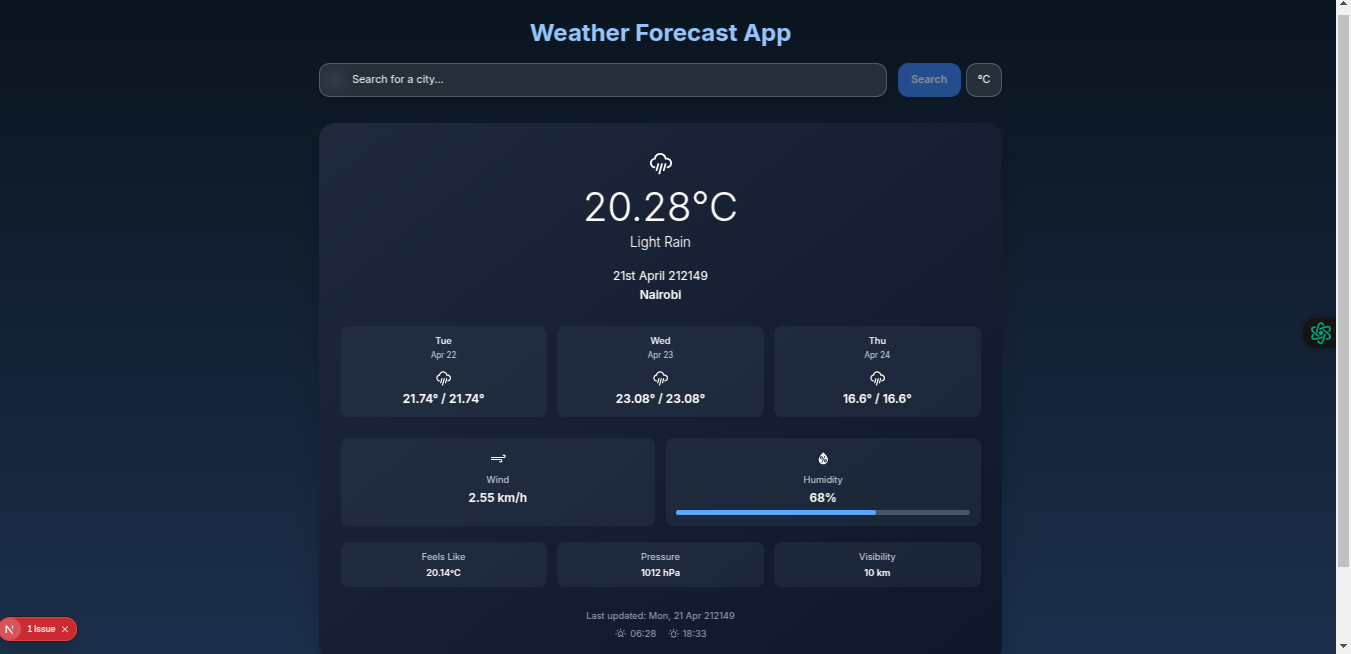 Weather Forecast App
Search for a city...
Search
°C
20.28°C
Light Rain
21st April 212149
Nairobi
Tue
Apr 22
21.74° / 21.74°
Wed
Apr 23
23.08° / 23.08°
Thu
Apr 24
16.6° / 16.6°
Wind
2.55 km/h
Humidity
68%
Feels Like
20.14°C
Pressure
1012 hPa
Visibility
10 km
Last updated: Mon, 21 Apr 212149
06:28 18:33
N 1 Issue